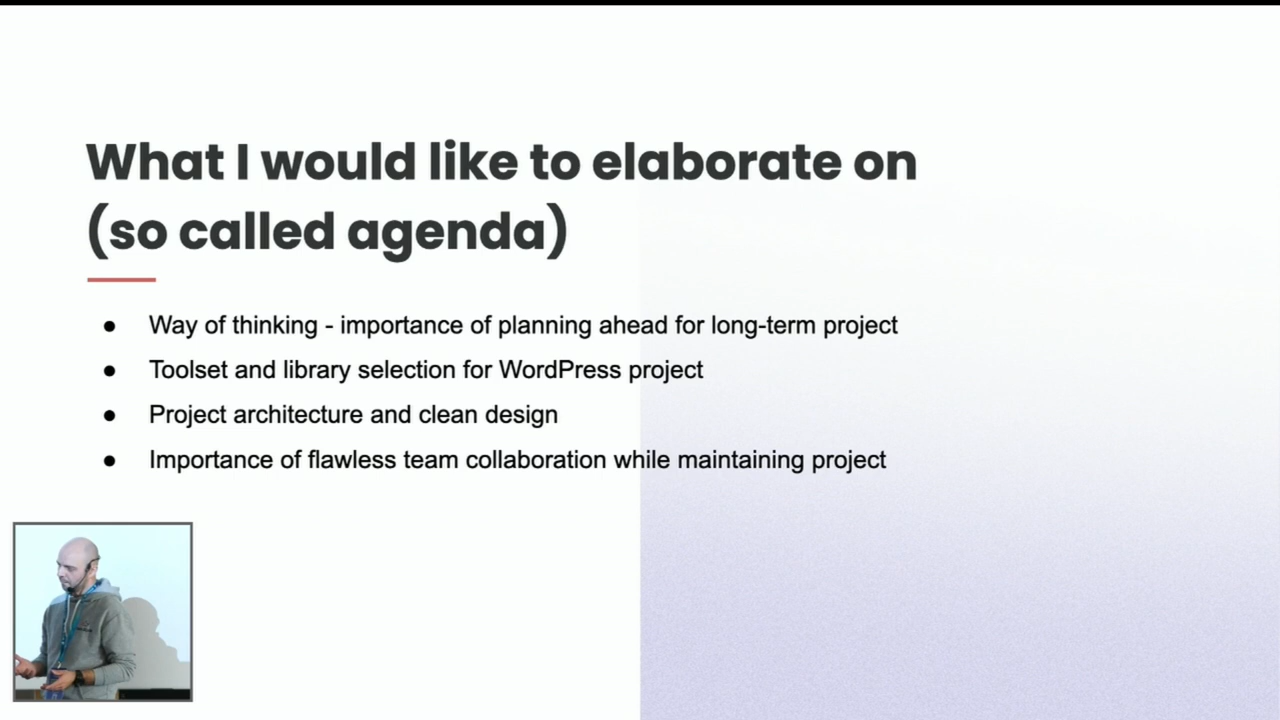 What I would like to elaborate on
(so called agenda)
● Way of thinking - importance of planning ahead for long-term project
● Toolset and library selection for WordPress project
● Project architecture and clean design
● Importance of flawless team collaboration while maintaining project